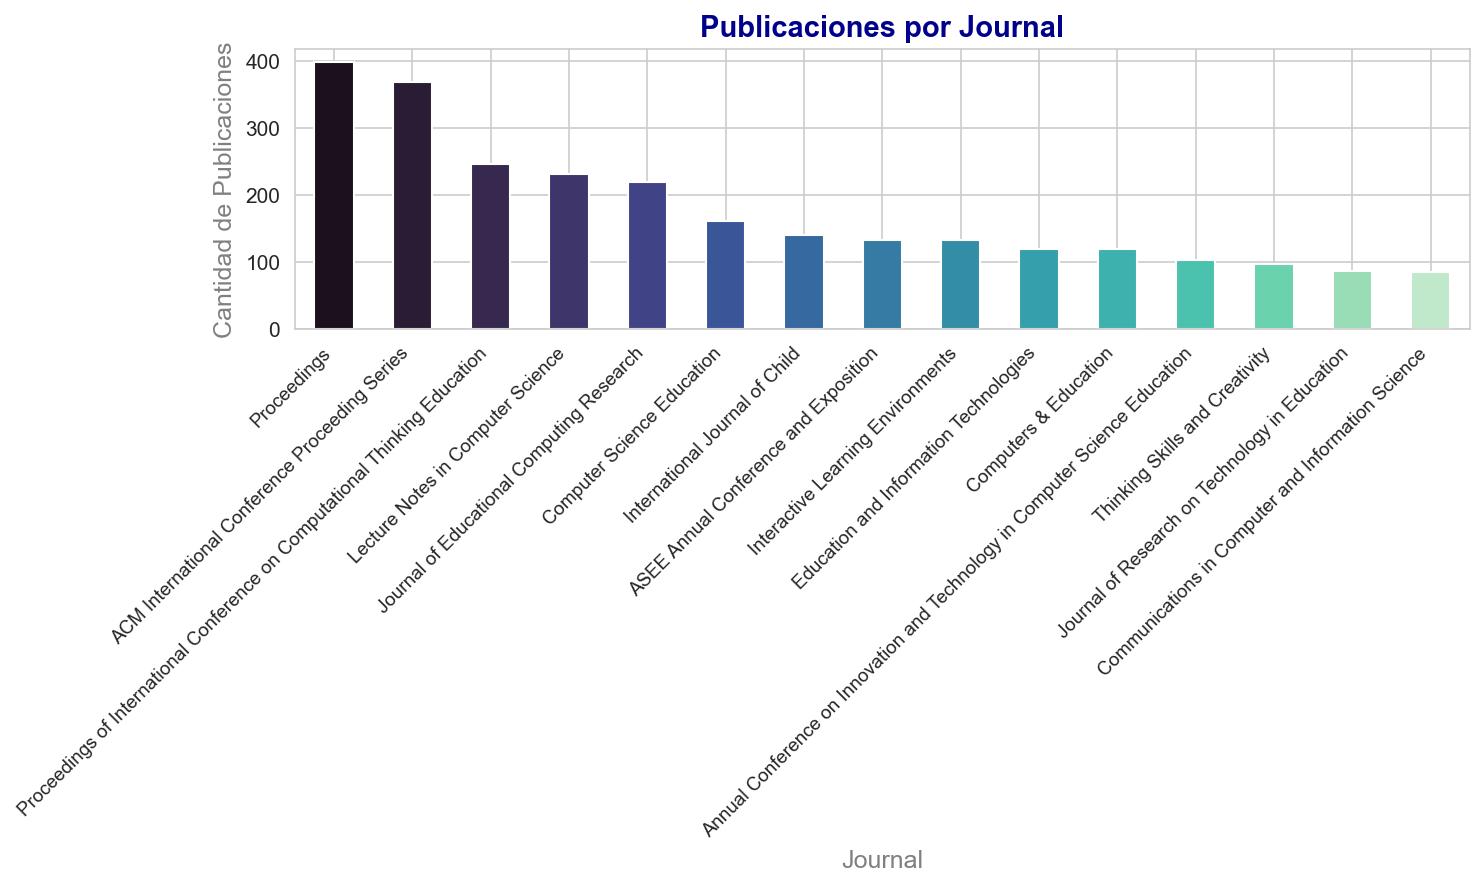 Publicaciones por Journal
Cantidad de Publicaciones
400
300
200
100
0
Proceedings
ACM International Conference Proceeding Series
Proceedings of International Conference on Computational Thinking Education
Lecture Notes in Computer Science
Journal of Educational Computing Research
Computer Science Education
International Journal of Child
ASEE Annual Conference and Exposition
Interactive Learning Environments
Education and Information Technologies
Computers & Education
Annual Conference on Innovation and Technology in Computer Science Education
Thinking Skills and Creativity
Journal of Research on Technology in Education
Communications in Computer and Information Science
Journal